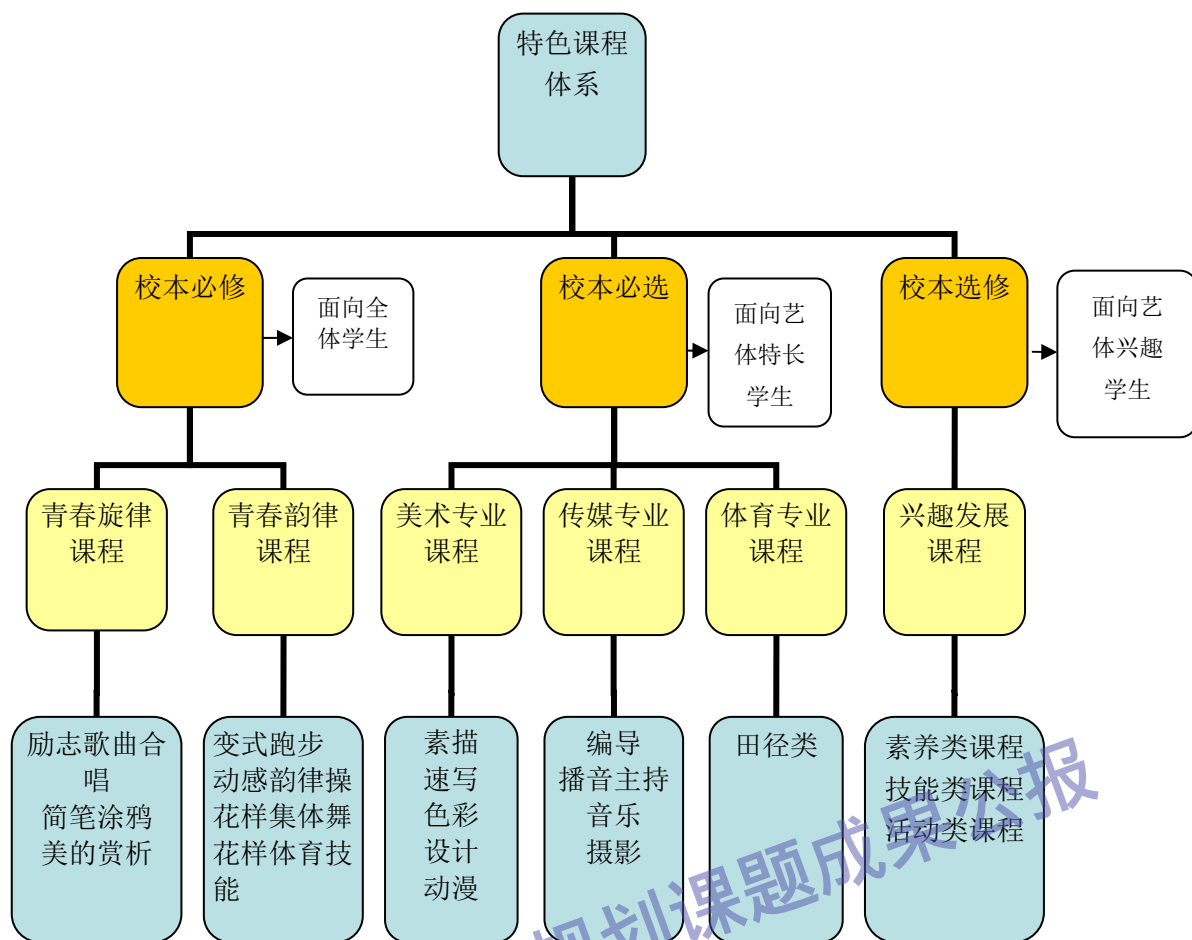 特色课程
体系
校本必修
面向全
体学生
校本必选
面向艺
体特长
学生
校本选修
面向艺
体兴趣
学生
青春旋律
课程
青春韵律
课程
美术专业
课程
传媒专业
课程
体育专业
课程
兴趣发展
课程
励志歌曲合
唱
简笔涂鸦
美的赏析
变式跑步
动感韵律操
花样集体舞
花样体育技
能
素描
速写
色彩
设计
动漫
编导
播音主持
音乐
摄影
田径类
素养类课程
技能类课程
活动类课程
规划课题成果公报